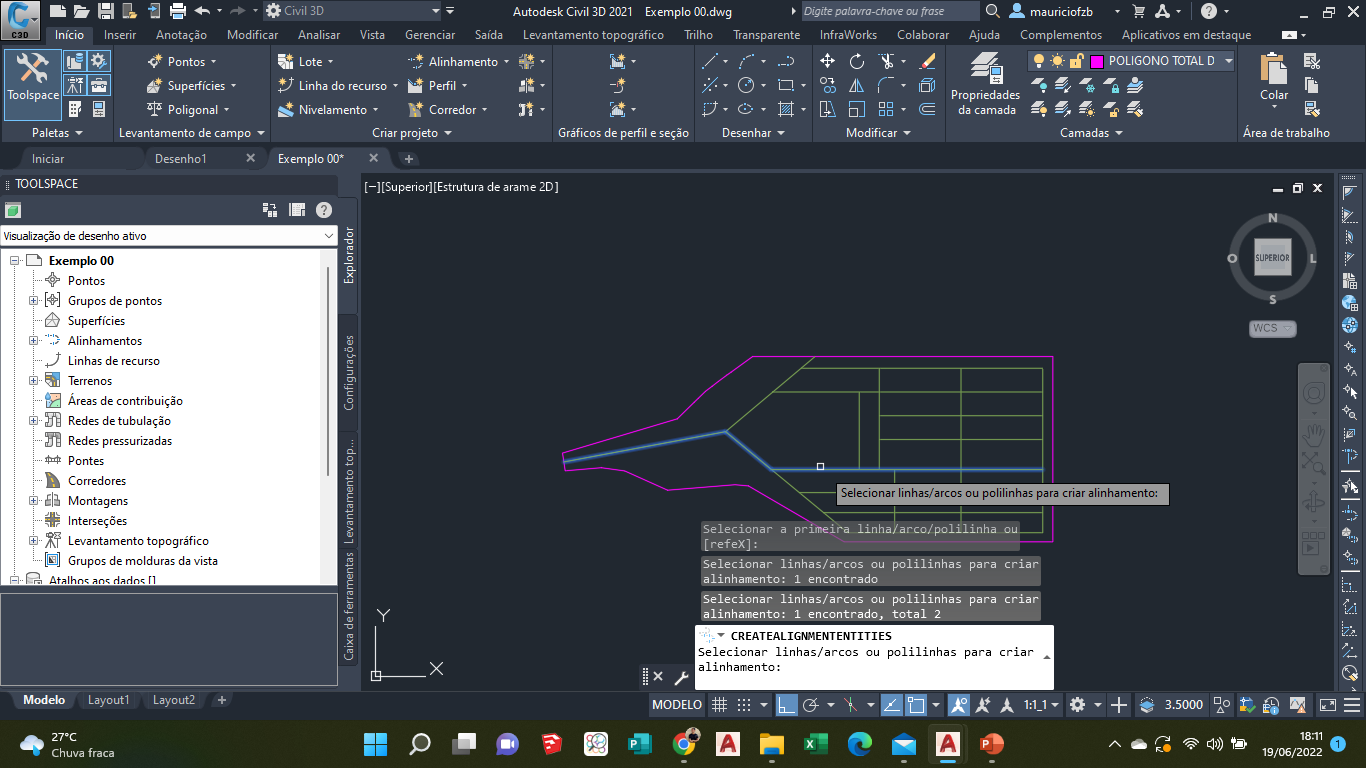 C3D
Civil 3D
Autodesk Civil 3D 2021 Exemplo 00.dwg
Digite palavra-chave ou frase
mauriciofzb
Início Inserir Anotação Modificar Analisar Vista Gerenciar Saída Levantamento topográfico Trilho Transparente InfraWorks Colaborar Ajuda Complementos Aplicativos em destaque
Toolspace
Pontos
Superfícies
Poligonal
Lote
Linha do recurso
Nivelamento
Alinhamento
Perfil
Corredor
Propriedades
da camada
POLIGONO TOTAL D
Colar
Paletas Levantamento de campo Criar projeto Gráficos de perfil e seção Desenhar Modificar Camadas Área de trabalho
Iniciar Desenho1 Exemplo 00*
TOOLSPACE
[−][Superior][Estrutura de arame 2D]
Visualização de desenho ativo
Exemplo 00
Pontos
Grupos de pontos
Superfícies
Alinhamentos
Linhas de recurso
Terrenos
Áreas de contribuição
Redes de tubulação
Redes pressurizadas
Pontes
Corredores
Montagens
Interseções
Levantamento topográfico
Grupos de molduras da vista
Atalhos aos dados []
Explorador
Configurações
Levantamento top...
Caixa de ferramentas
N
O SUPERIOR L
S
WCS
Selecionar linhas/arcos ou polilinhas para criar alinhamento:
Selecionar a primeira linha/arco/polilinha ou
[refeX]:
Selecionar linhas/arcos ou polilinhas para criar
alinhamento: 1 encontrado
Selecionar linhas/arcos ou polilinhas para criar
alinhamento: 1 encontrado, total 2
CREATEALIGNMENTENTITIES
Selecionar linhas/arcos ou polilinhas para criar
alinhamento:
Y
X
Modelo Layout1 Layout2
MODELO 1:1_1 3.5000
27°C
Chuva fraca
18:11
19/06/2022
1